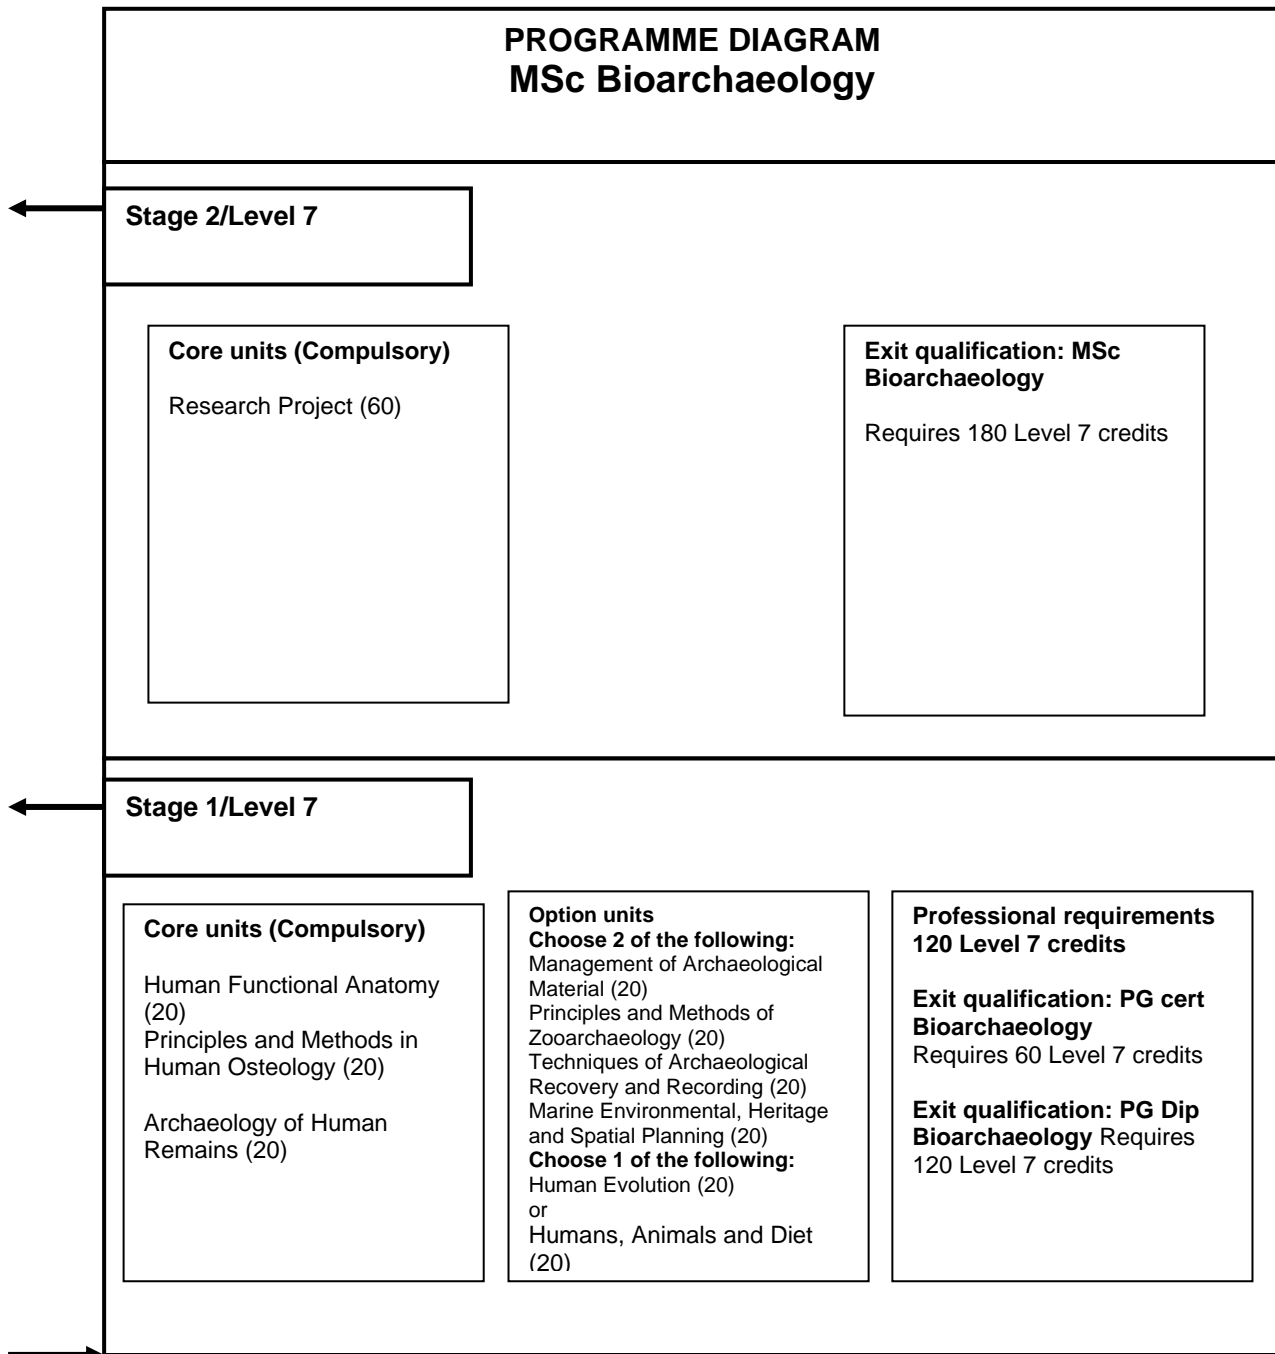 PROGRAMME DIAGRAM
MSc Bioarchaeology
Stage 2/Level 7
Core units (Compulsory)
Research Project (60)
Exit qualification: MSc
Bioarchaeology
Requires 180 Level 7 credits
Stage 1/Level 7
Core units (Compulsory)
Human Functional Anatomy
(20)
Principles and Methods in
Human Osteology (20)
Archaeology of Human
Remains (20)
Option units
Choose 2 of the following:
Management of Archaeological
Material (20)
Principles and Methods of
Zooarchaeology (20)
Techniques of Archaeological
Recovery and Recording (20)
Marine Environmental, Heritage
and Spatial Planning (20)
Choose 1 of the following:
Human Evolution (20)
or
Humans, Animals and Diet
(20)
Professional requirements
120 Level 7 credits
Exit qualification: PG cert
Bioarchaeology
Requires 60 Level 7 credits
Exit qualification: PG Dip
Bioarchaeology Requires
120 Level 7 credits